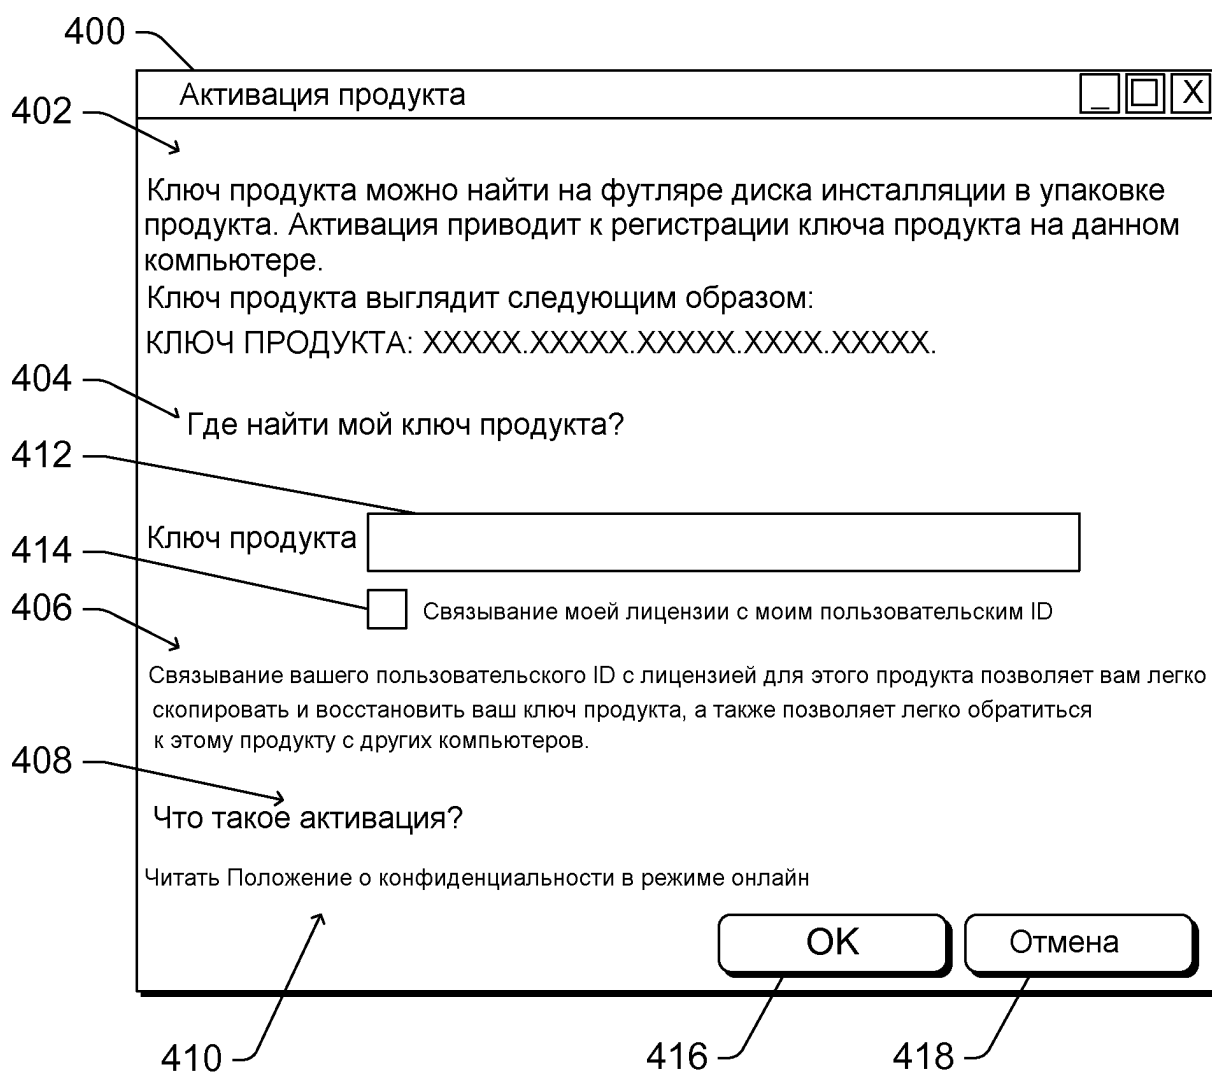 400
Активация продукта _ X
402
Ключ продукта можно найти на футляре диска инсталляции в упаковке
продукта. Активация приводит к регистрации ключа продукта на данном
компьютере.
Ключ продукта выглядит следующим образом:
КЛЮЧ ПРОДУКТА: XXXXX.XXXXX.XXXXX.XXXX.XXXXX.
404
Где найти мой ключ продукта?
412
Ключ продукта
414
406
Связывание моей лицензии с моим пользовательским ID
Связывание вашего пользовательского ID с лицензией для этого продукта позволяет вам легко
скопировать и восстановить ваш ключ продукта, а также позволяет легко обратиться
к этому продукту с других компьютеров.
408
Что такое активация?
Читать Положение о конфиденциальности в режиме онлайн
OK
Отмена
410
416
418